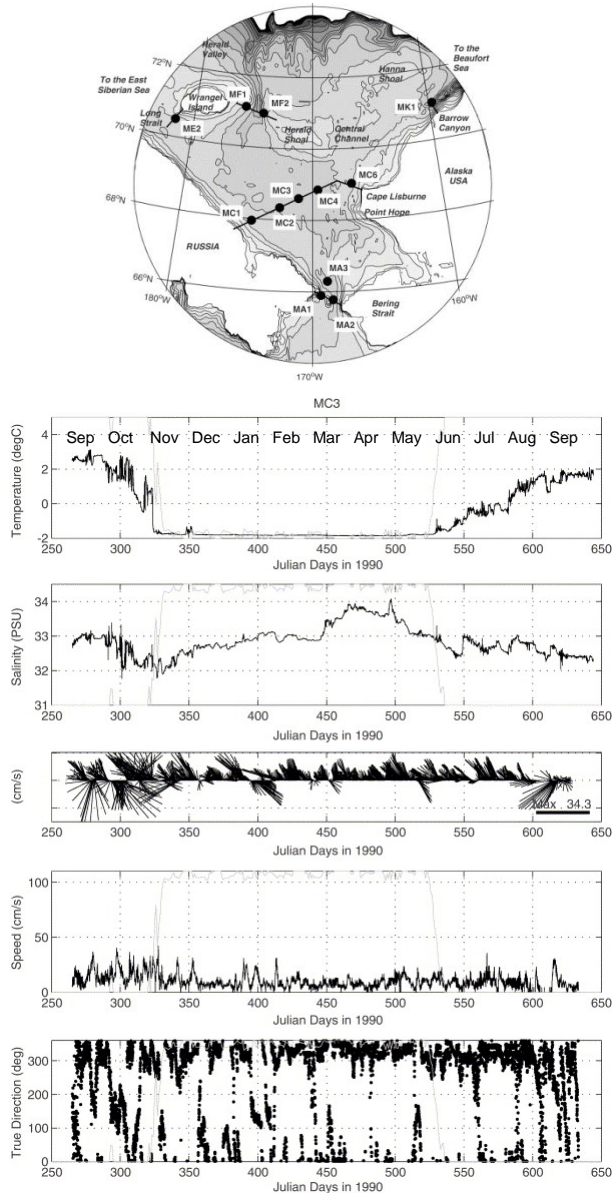 72°N
Herald
Valley
Hanna
Shoal
To the
Beaufort
Sea
To the East
Siberian Sea
Wrangel
Island
MF1
MF2
MK1
Long
Strait
ME2
70°N
Herald
Shoal
Central
Channel
Barrow
Canyon
Alaska
USA
MC6
MC3
MC4
Cape Lisburne
68°N
MC1
MC2
Point Hope
RUSSIA
MA3
66°N
180°W
MA1
MA2
Bering
Strait
160°W
170°W
MC3
Temperature (degC)
4
2
0
-2
Sep Oct Nov Dec Jan Feb Mar Apr May Jun Jul Aug Sep
250 300 350 400 450 500 550 600 650
Julian Days in 1990
Salinity (PSU)
34
33
32
31
250 300 350 400 450 500 550 600 650
Julian Days in 1990
(cm/s)
Max 34.3
250 300 350 400 450 500 550 600 650
Julian Days in 1990
Speed (cm/s)
100
50
0
250 300 350 400 450 500 550 600 650
Julian Days in 1990
True Direction (deg)
300
200
100
0
250 300 350 400 450 500 550 600 650
Julian Days in 1990